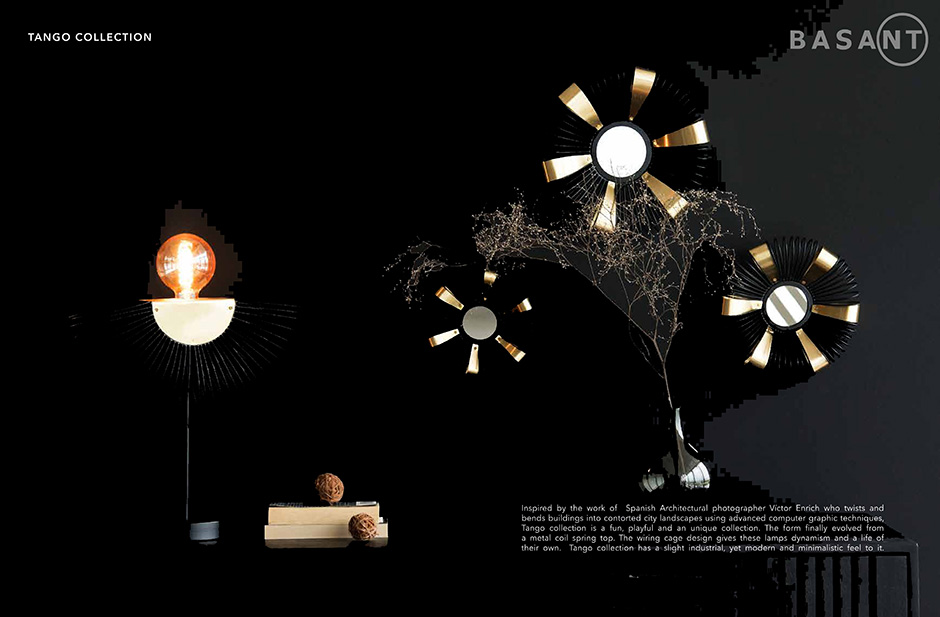 TANGO COLLECTION
BASANT
Inspired by the work of Spanish Architectural photographer Víctor Enrich who twists and
bends buildings into contorted city landscapes using advanced computer graphic techniques,
Tango collection is a fun, playful and an unique collection. The form finally evolved from
a metal coil spring top. The wiring cage design gives these lamps dynamism and a life of
their own. Tango collection has a slight industrial, yet modern and minimalistic feel to it.